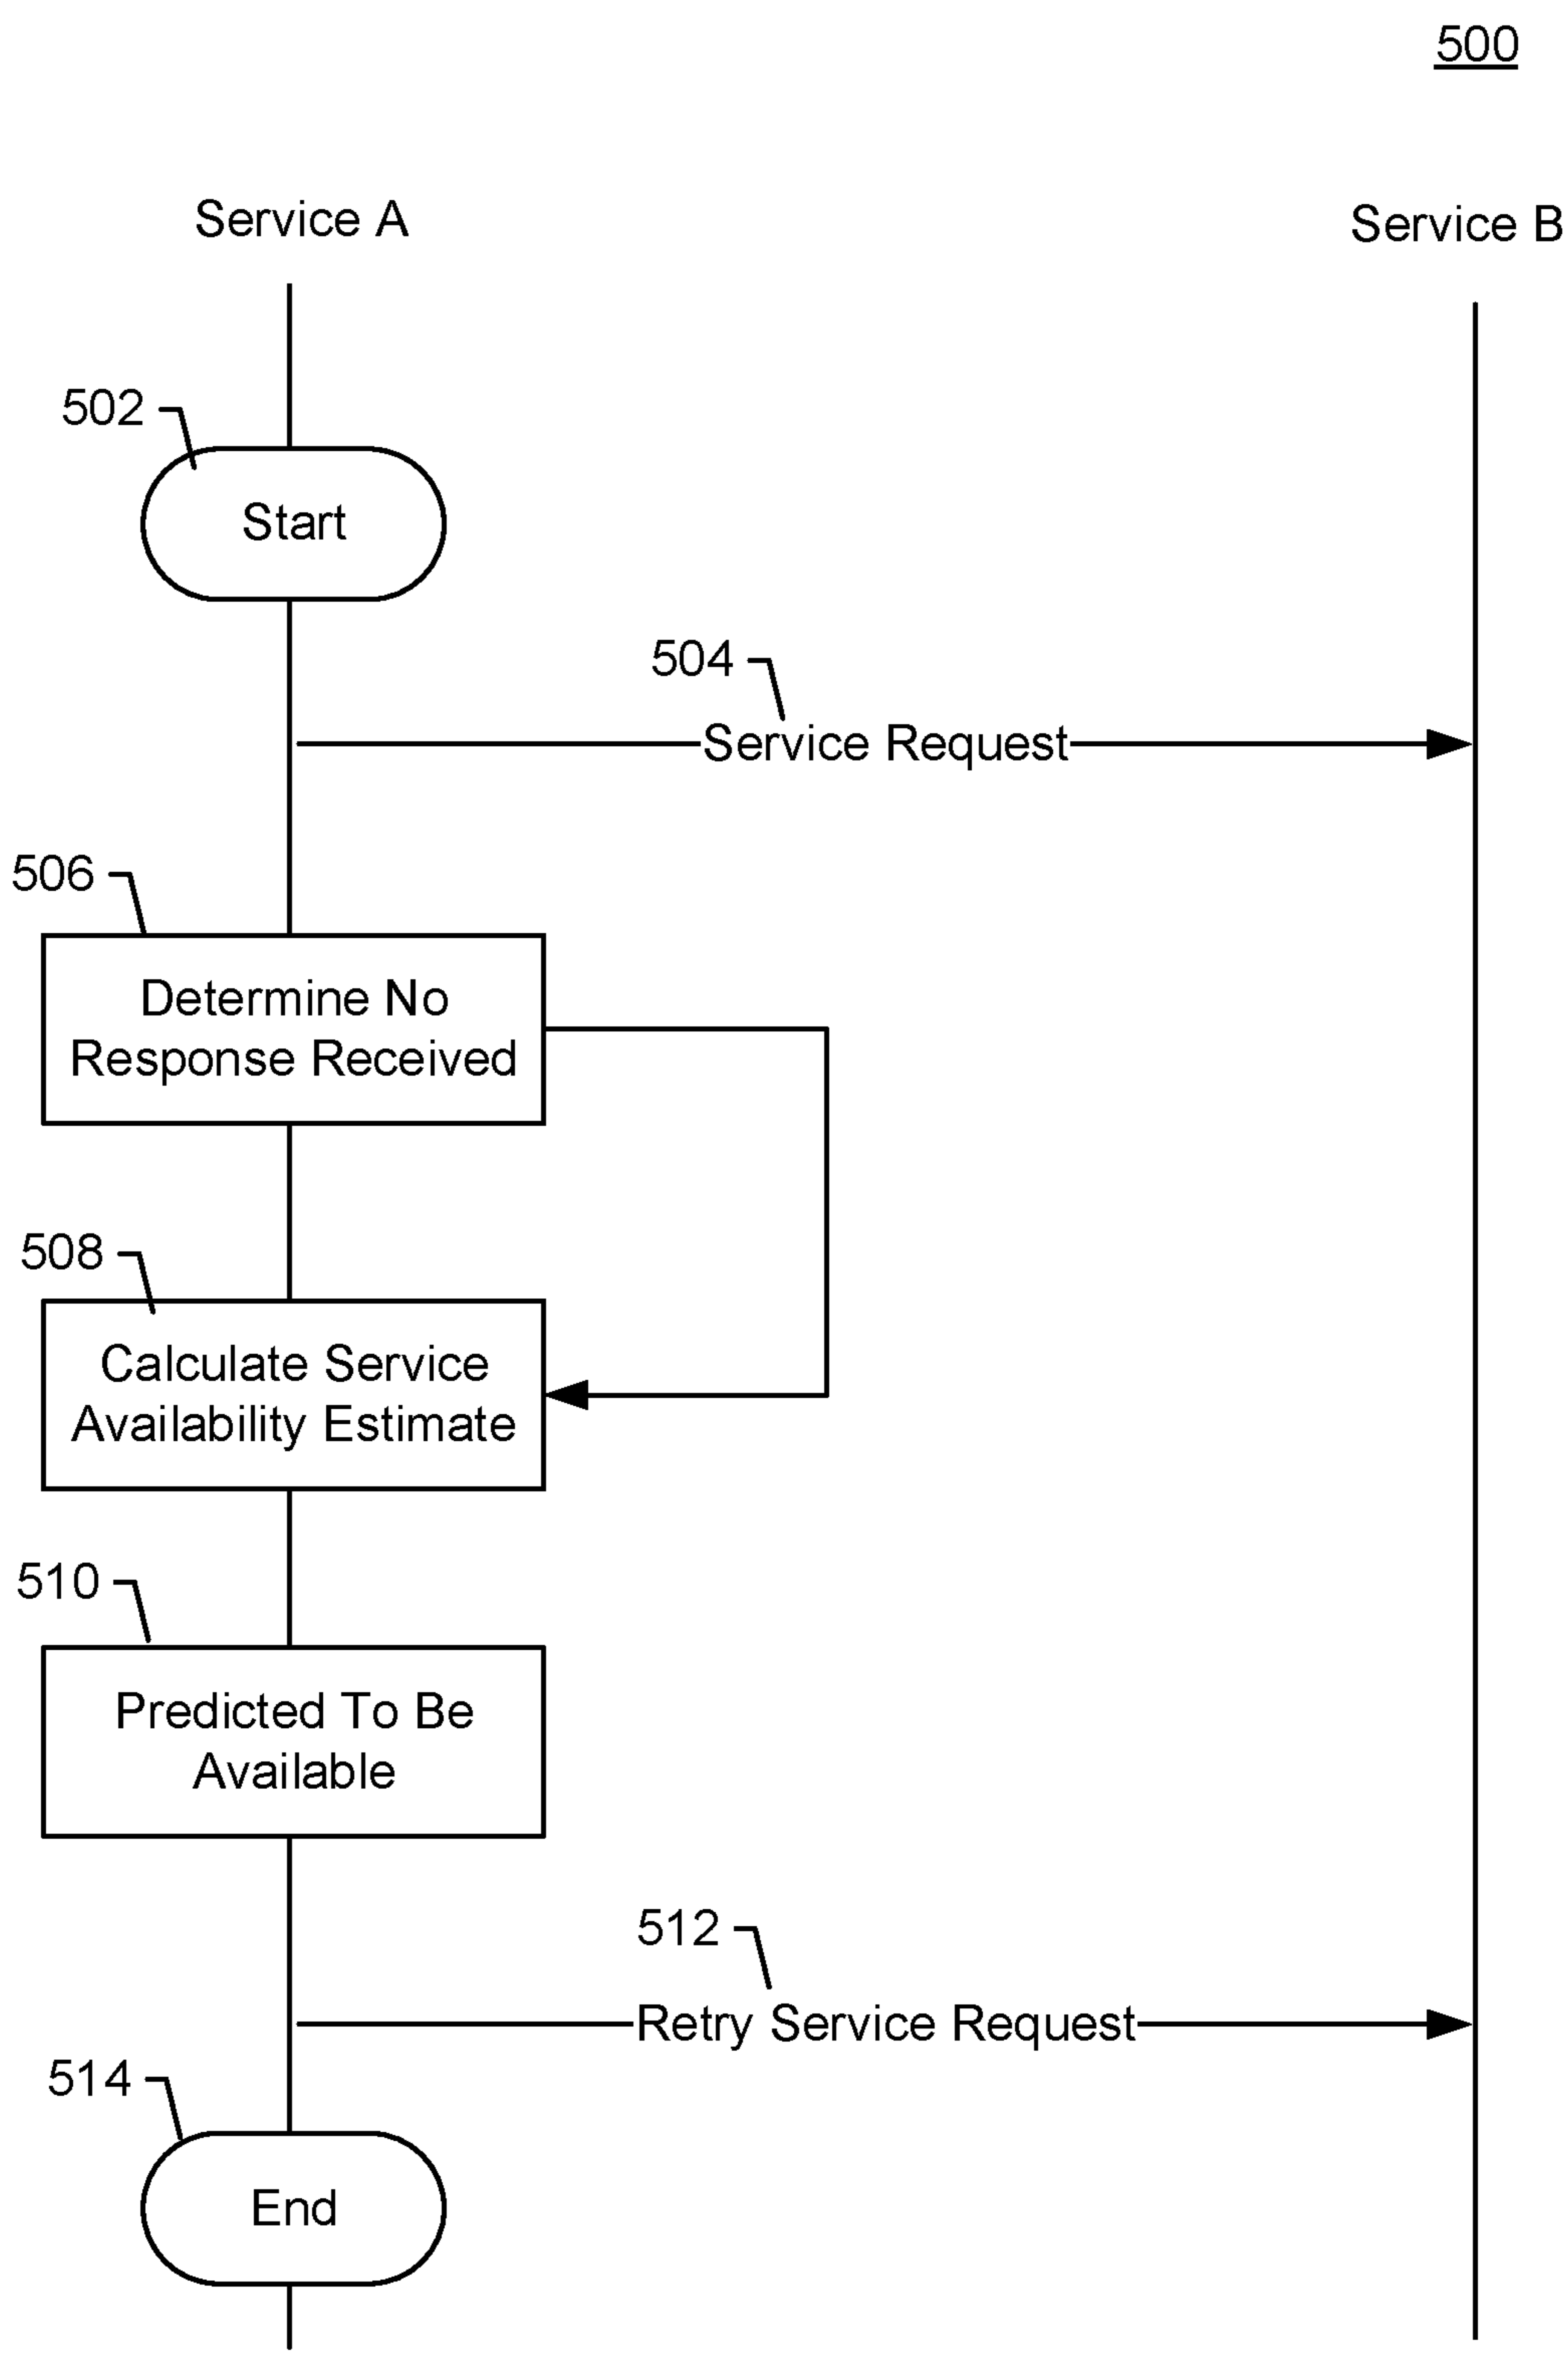 500
Service A
Service B
502
Start
504
Service Request
506
Determine No
Response Received
508
Calculate Service
Availability Estimate
510
Predicted To Be
Available
512
Retry Service Request
514
End